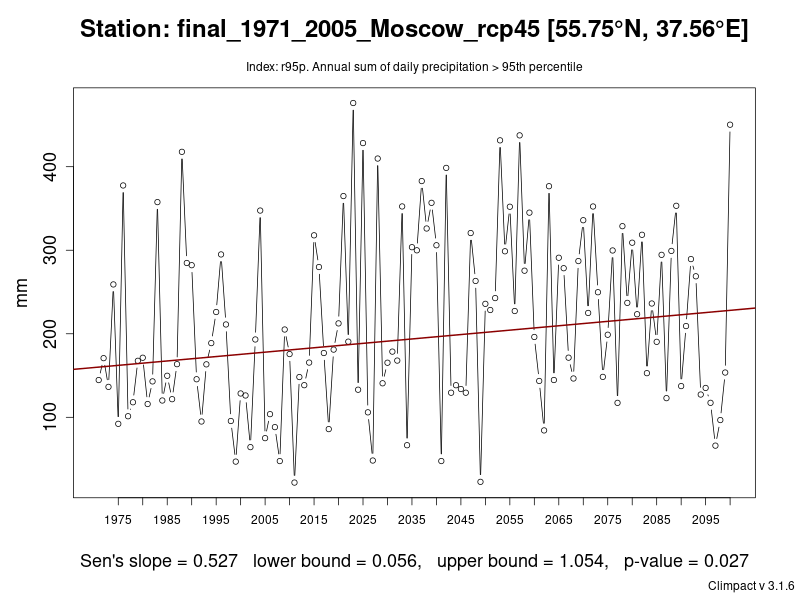 Station: final_1971_2005_Moscow_rcp45 [55.75°N, 37.56°E]
Index: r95p. Annual sum of daily precipitation > 95th percentile
400
300
200
100
mm
1975 1985 1995 2005 2015 2025 2035 2045 2055 2065 2075 2085 2095
Sen's slope = 0.527 lower bound = 0.056, upper bound = 1.054, p-value = 0.027
Climpact v 3.1.6